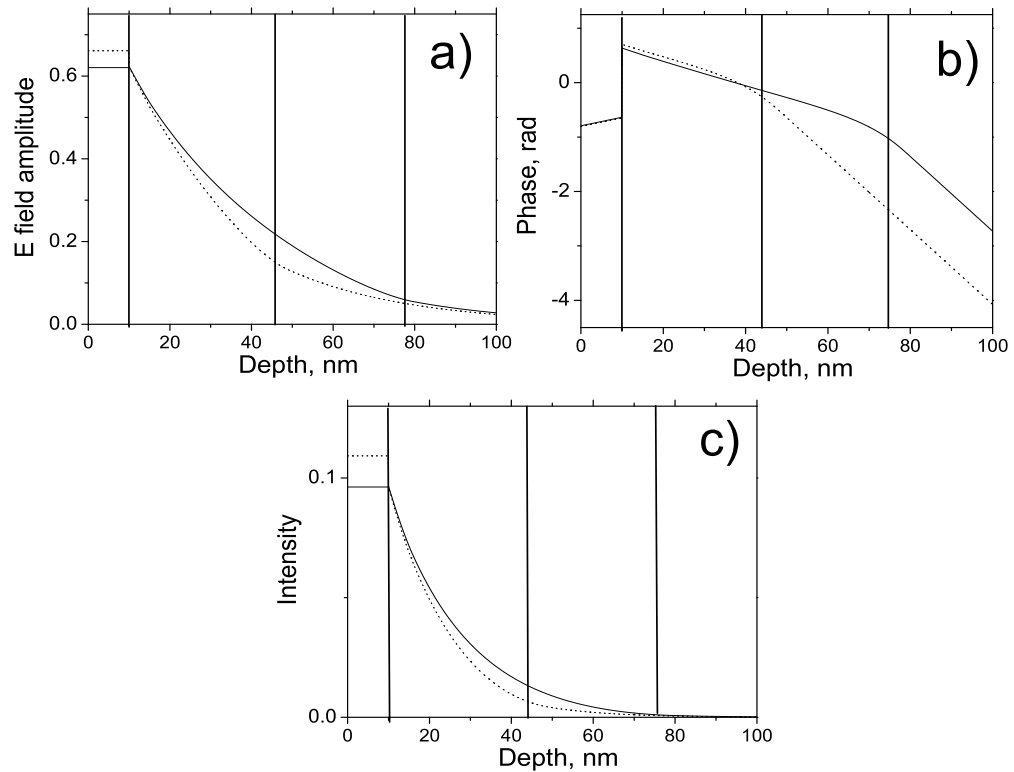 a)
E field amplitude
0.6
0.4
0.2
0.0
0 20 40 60 80 100
Depth, nm
b)
Phase, rad
0
-2
-4
0 20 40 60 80 100
Depth, nm
c)
Intensity
0.1
0.0
0 20 40 60 80 100
Depth, nm